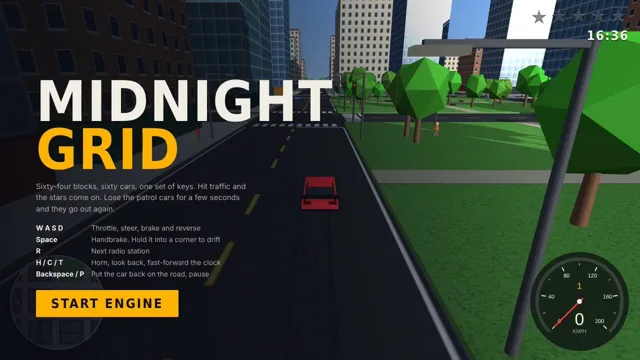 16:36
MIDNIGHT
GRID
Sixty-four blocks, sixty cars, one set of keys. Hit traffic and
the stars come on. Lose the patrol cars for a few seconds
and they go out again.
W A S D Throttle, steer, brake and reverse
Space Handbrake. Hold it into a corner to drift
R Next radio station
H / C / T Horn, look back, fast-forward the clock
Backspace / P Put the car back on the road, pause
START ENGINE
80 120
1
40 160
0
0 200
KM/H